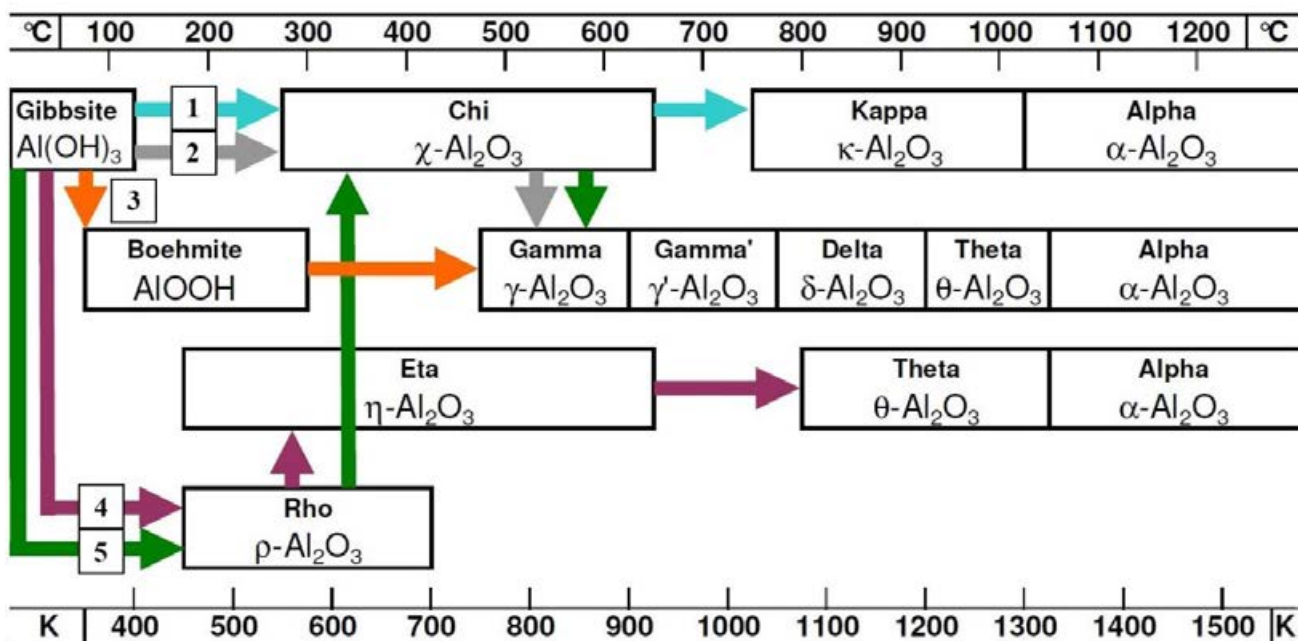 °C 100 200 300 400 500 600 700 800 900 1000 1100 1200 °C
Gibbsite
Al(OH)₃
1
2
Chi
χ-Al₂O₃
Kappa
κ-Al₂O₃
Alpha
α-Al₂O₃
3
Boehmite
AlOOH
Gamma
γ-Al₂O₃
Gamma'
γ'-Al₂O₃
Delta
δ-Al₂O₃
Theta
θ-Al₂O₃
Alpha
α-Al₂O₃
Eta
η-Al₂O₃
Theta
θ-Al₂O₃
Alpha
α-Al₂O₃
4
5
Rho
ρ-Al₂O₃
K 400 500 600 700 800 900 1000 1100 1200 1300 1400 1500 K